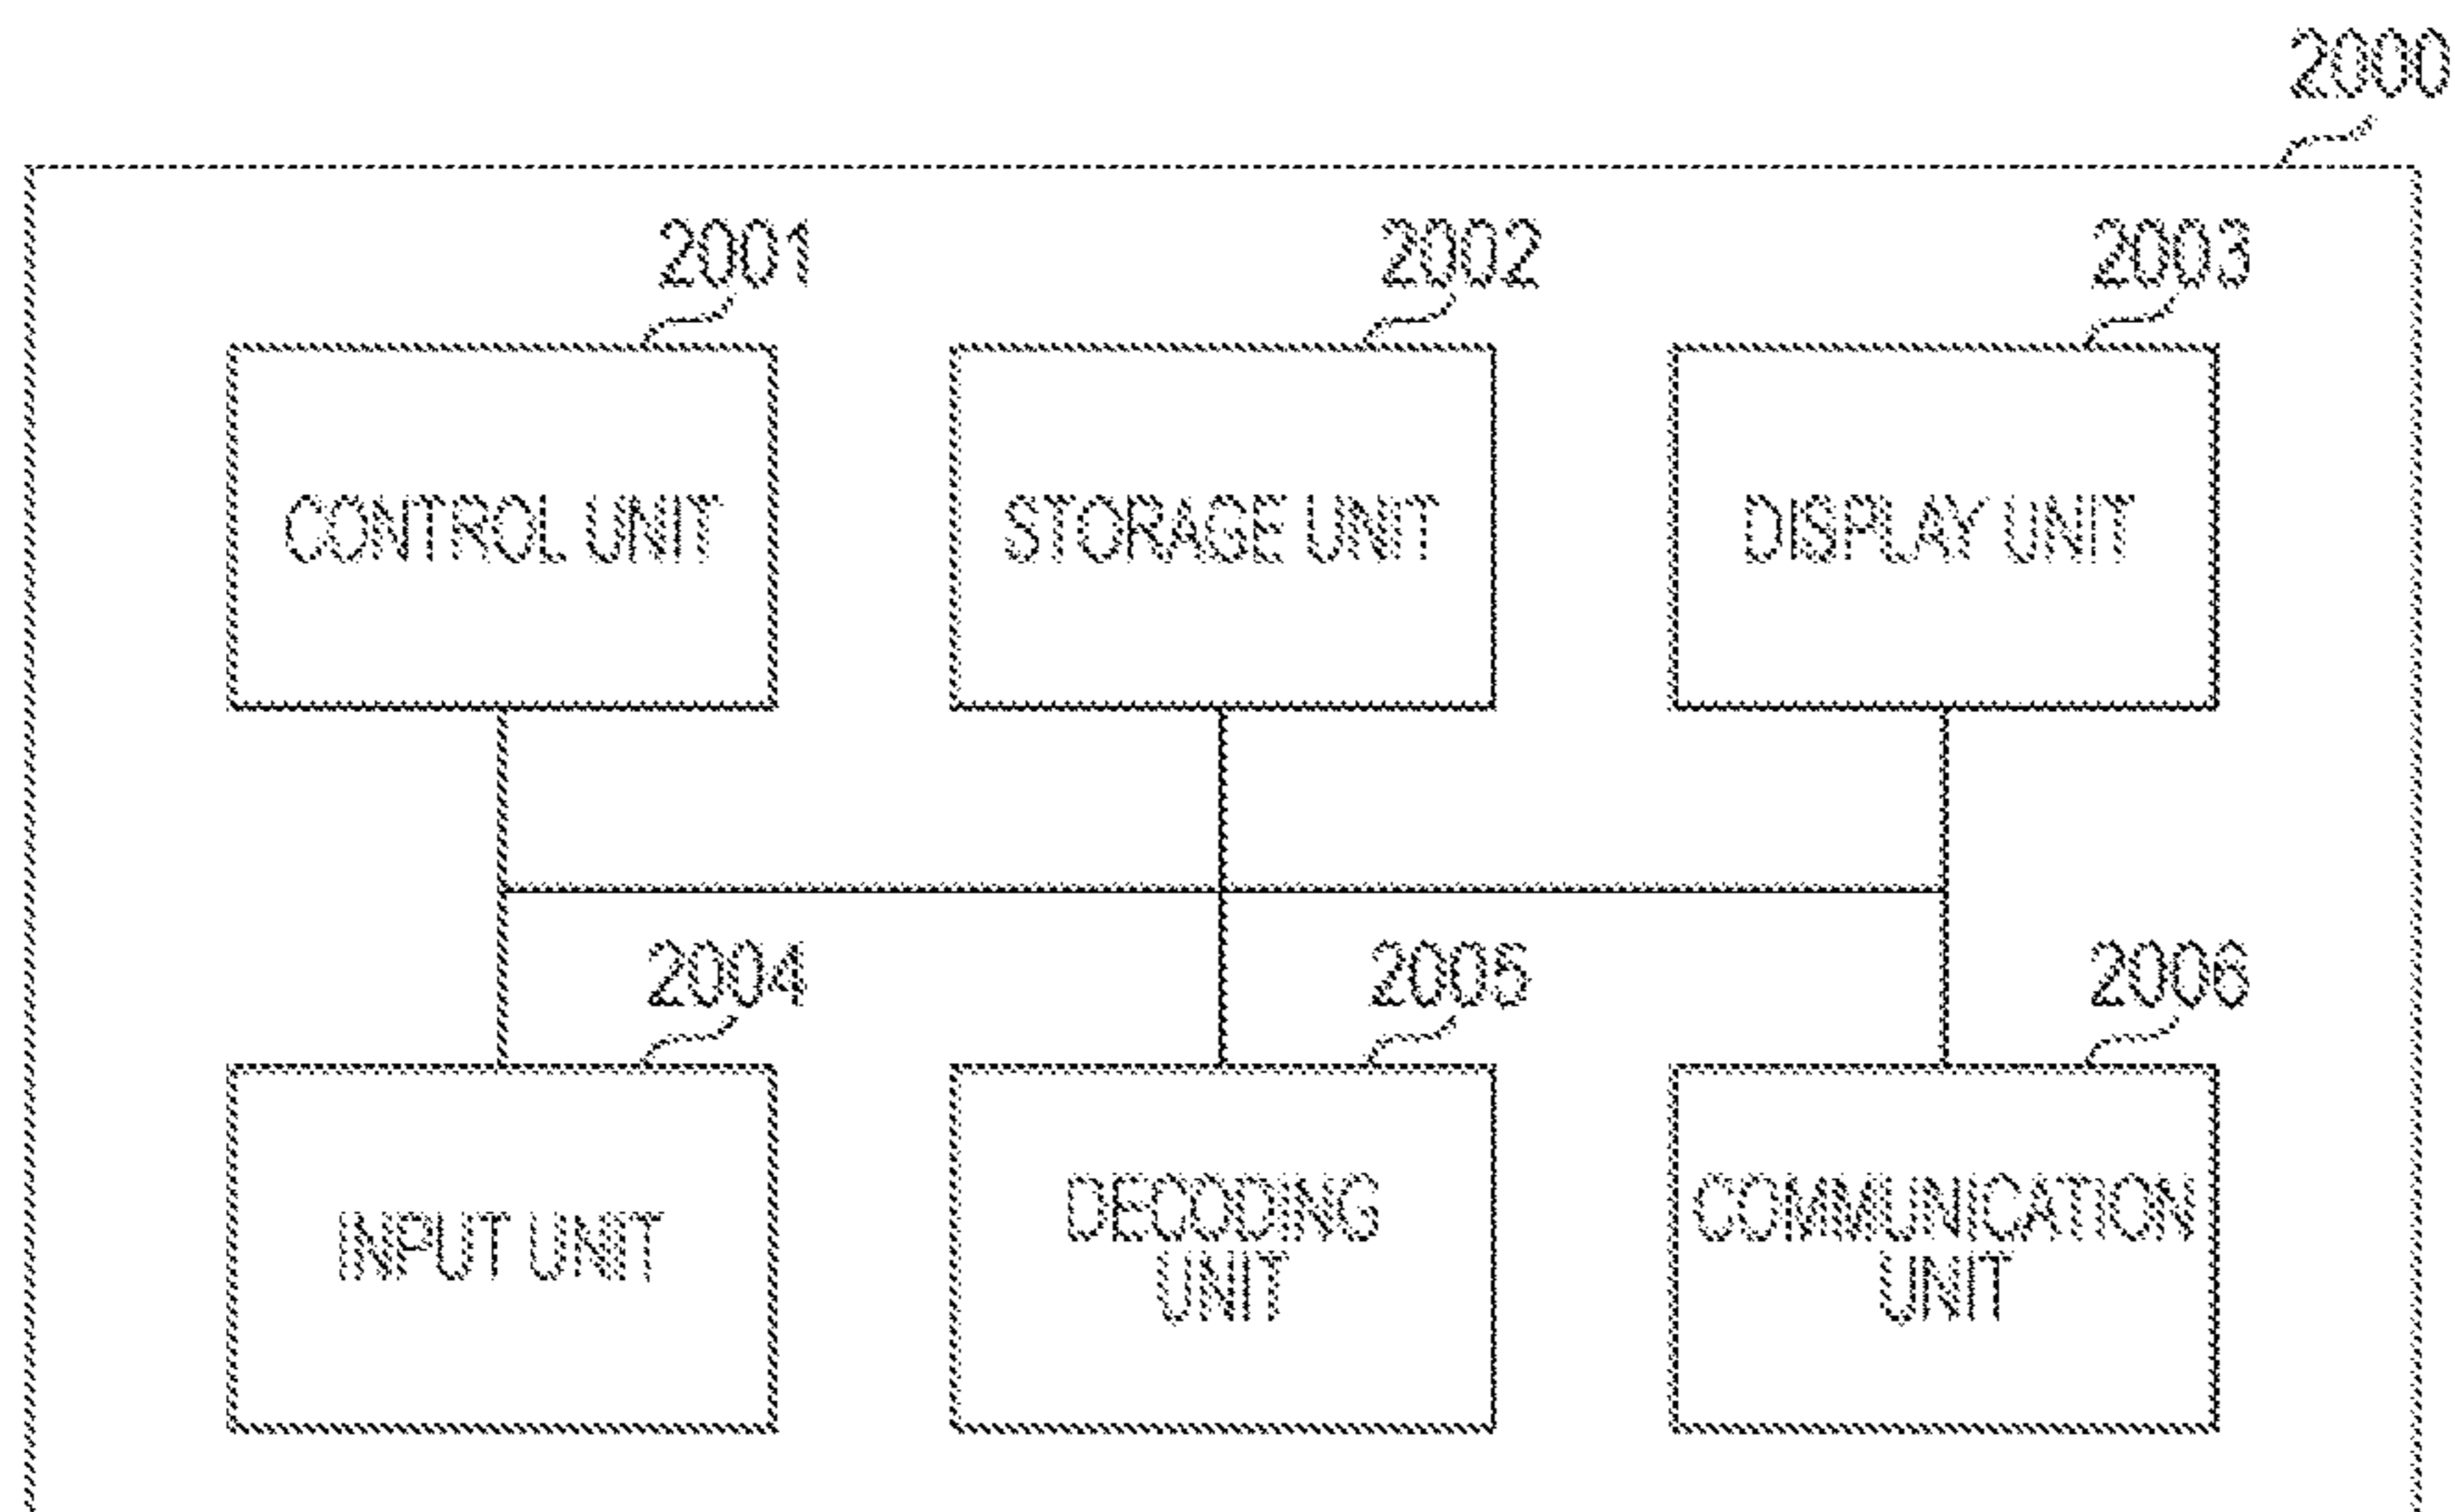 2000
2001
2002
2003
CONTROL UNIT
STORAGE UNIT
DISPLAY UNIT
2004
2005
2006
INPUT UNIT
DECODING
UNIT
COMMUNICATION
UNIT